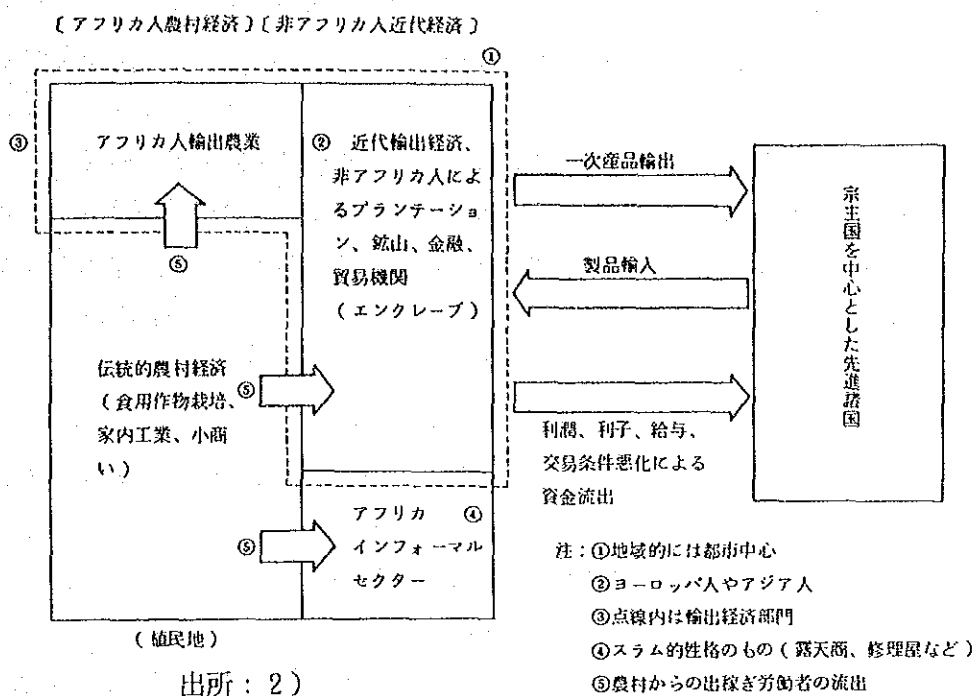 〔アフリカ人農村経済〕〔非アフリカ人近代経済〕
①
③
アフリカ人輸出農業
⑤
② 近代輸出経済、
非アフリカ人によ
るプランテーショ
ン、鉱山、金融、
貿易機関
(エンクレーブ)
伝統的農村経済
(食用作物栽培、
家内工業、小商
い)
⑤
⑤
アフリカ ④
インフォーマル
セクター
(植民地)
一次産品輸出
製品輸入
利潤、利子、給与、
交易条件悪化による
資金流出
宗主国を中心とした先進諸国
注:①地域的には都市中心
②ヨーロッパ人やアジア人
③点線内は輸出経済部門
④スラム的性格のもの(露天商、修理屋など)
⑤農村からの出稼ぎ労働者の流出
出所:2)